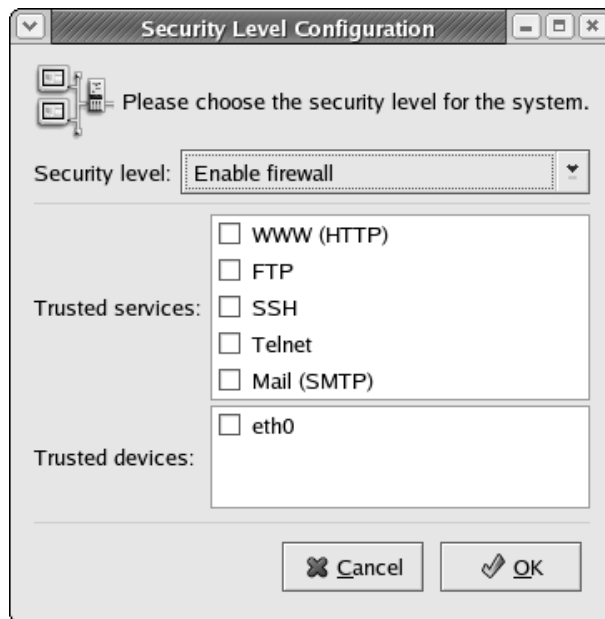 Security Level Configuration
Please choose the security level for the system.
Security level: Enable firewall
Trusted services:
WWW (HTTP)
FTP
SSH
Telnet
Mail (SMTP)
Trusted devices:
eth0
Cancel
OK